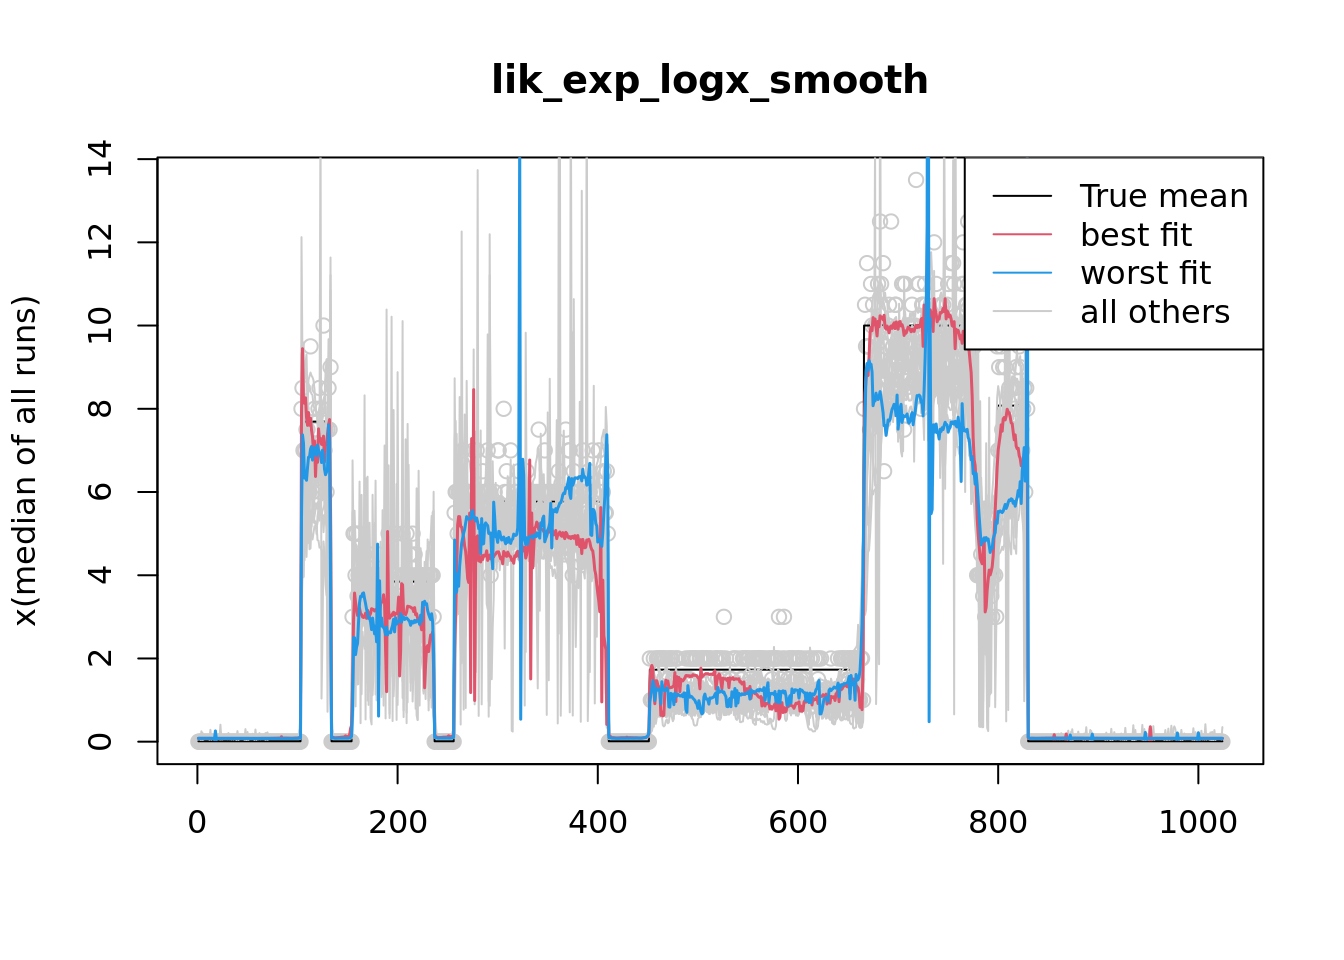 lik_exp_logx_smooth
x(median of all runs)
14
12
10
8
6
4
2
0
True mean
best fit
worst fit
all others
0 200 400 600 800 1000